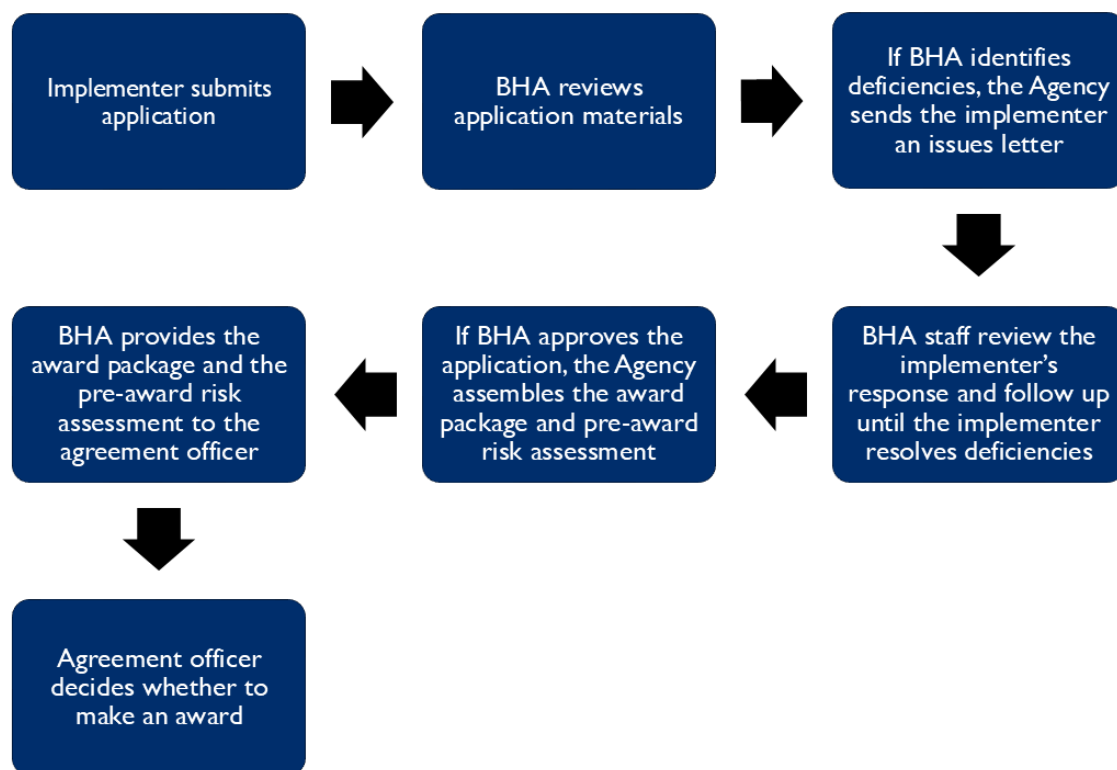 Implementer submits
application
BHA reviews
application materials
If BHA identifies
deficiencies, the Agency
sends the implementer
an issues letter
BHA staff review the
implementer’s
response and follow up
until the implementer
resolves deficiencies
If BHA approves the
application, the Agency
assembles the award
package and pre-award
risk assessment
BHA provides the
award package and the
pre-award risk
assessment to the
agreement officer
Agreement officer
decides whether to
make an award